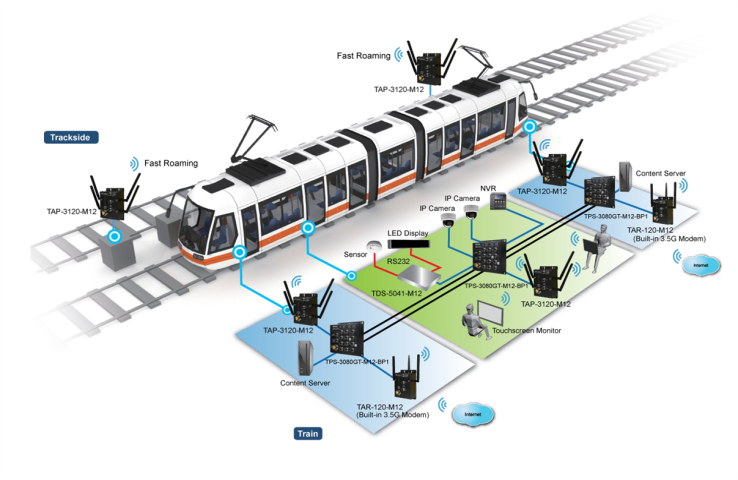 Fast Roaming
TAP-3120-M12
Trackside
Fast Roaming
TAP-3120-M12
Content Server
TAP-3120-M12
TPS-3080GT-M12-BP1
TAR-120-M12
(Built-in 3.5G Modem)
Internet
NVR
IP Camera
IP Camera
LED Display
Sensor
RS232
TDS-5041-M12
TPS-3080GT-M12-BP1
TAP-3120-M12
Touchscreen Monitor
TAP-3120-M12
TPS-3080GT-M12-BP1
Content Server
TAR-120-M12
(Built-in 3.5G Modem)
Internet
Train